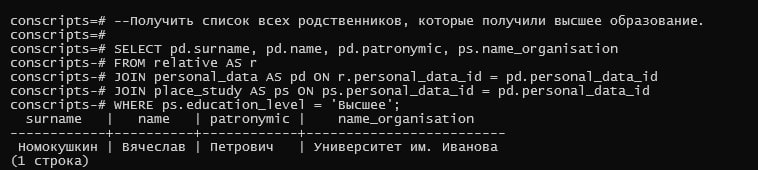 conscripts=# --Получить список всех родственников, которые получили высшее образование.
conscripts=#
conscripts=# SELECT pd.surname, pd.name, pd.patronymic, ps.name_organisation
conscripts-# FROM relative AS r
conscripts-# JOIN personal_data AS pd ON r.personal_data_id = pd.personal_data_id
conscripts-# JOIN place_study AS ps ON ps.personal_data_id = pd.personal_data_id
conscripts-# WHERE ps.education_level = 'Высшее';
  surname   |   name   | patronymic |    name_organisation
------------+----------+------------+-------------------------
 Номокушкин | Вячеслав | Петрович   | Университет им. Иванова
(1 строка)